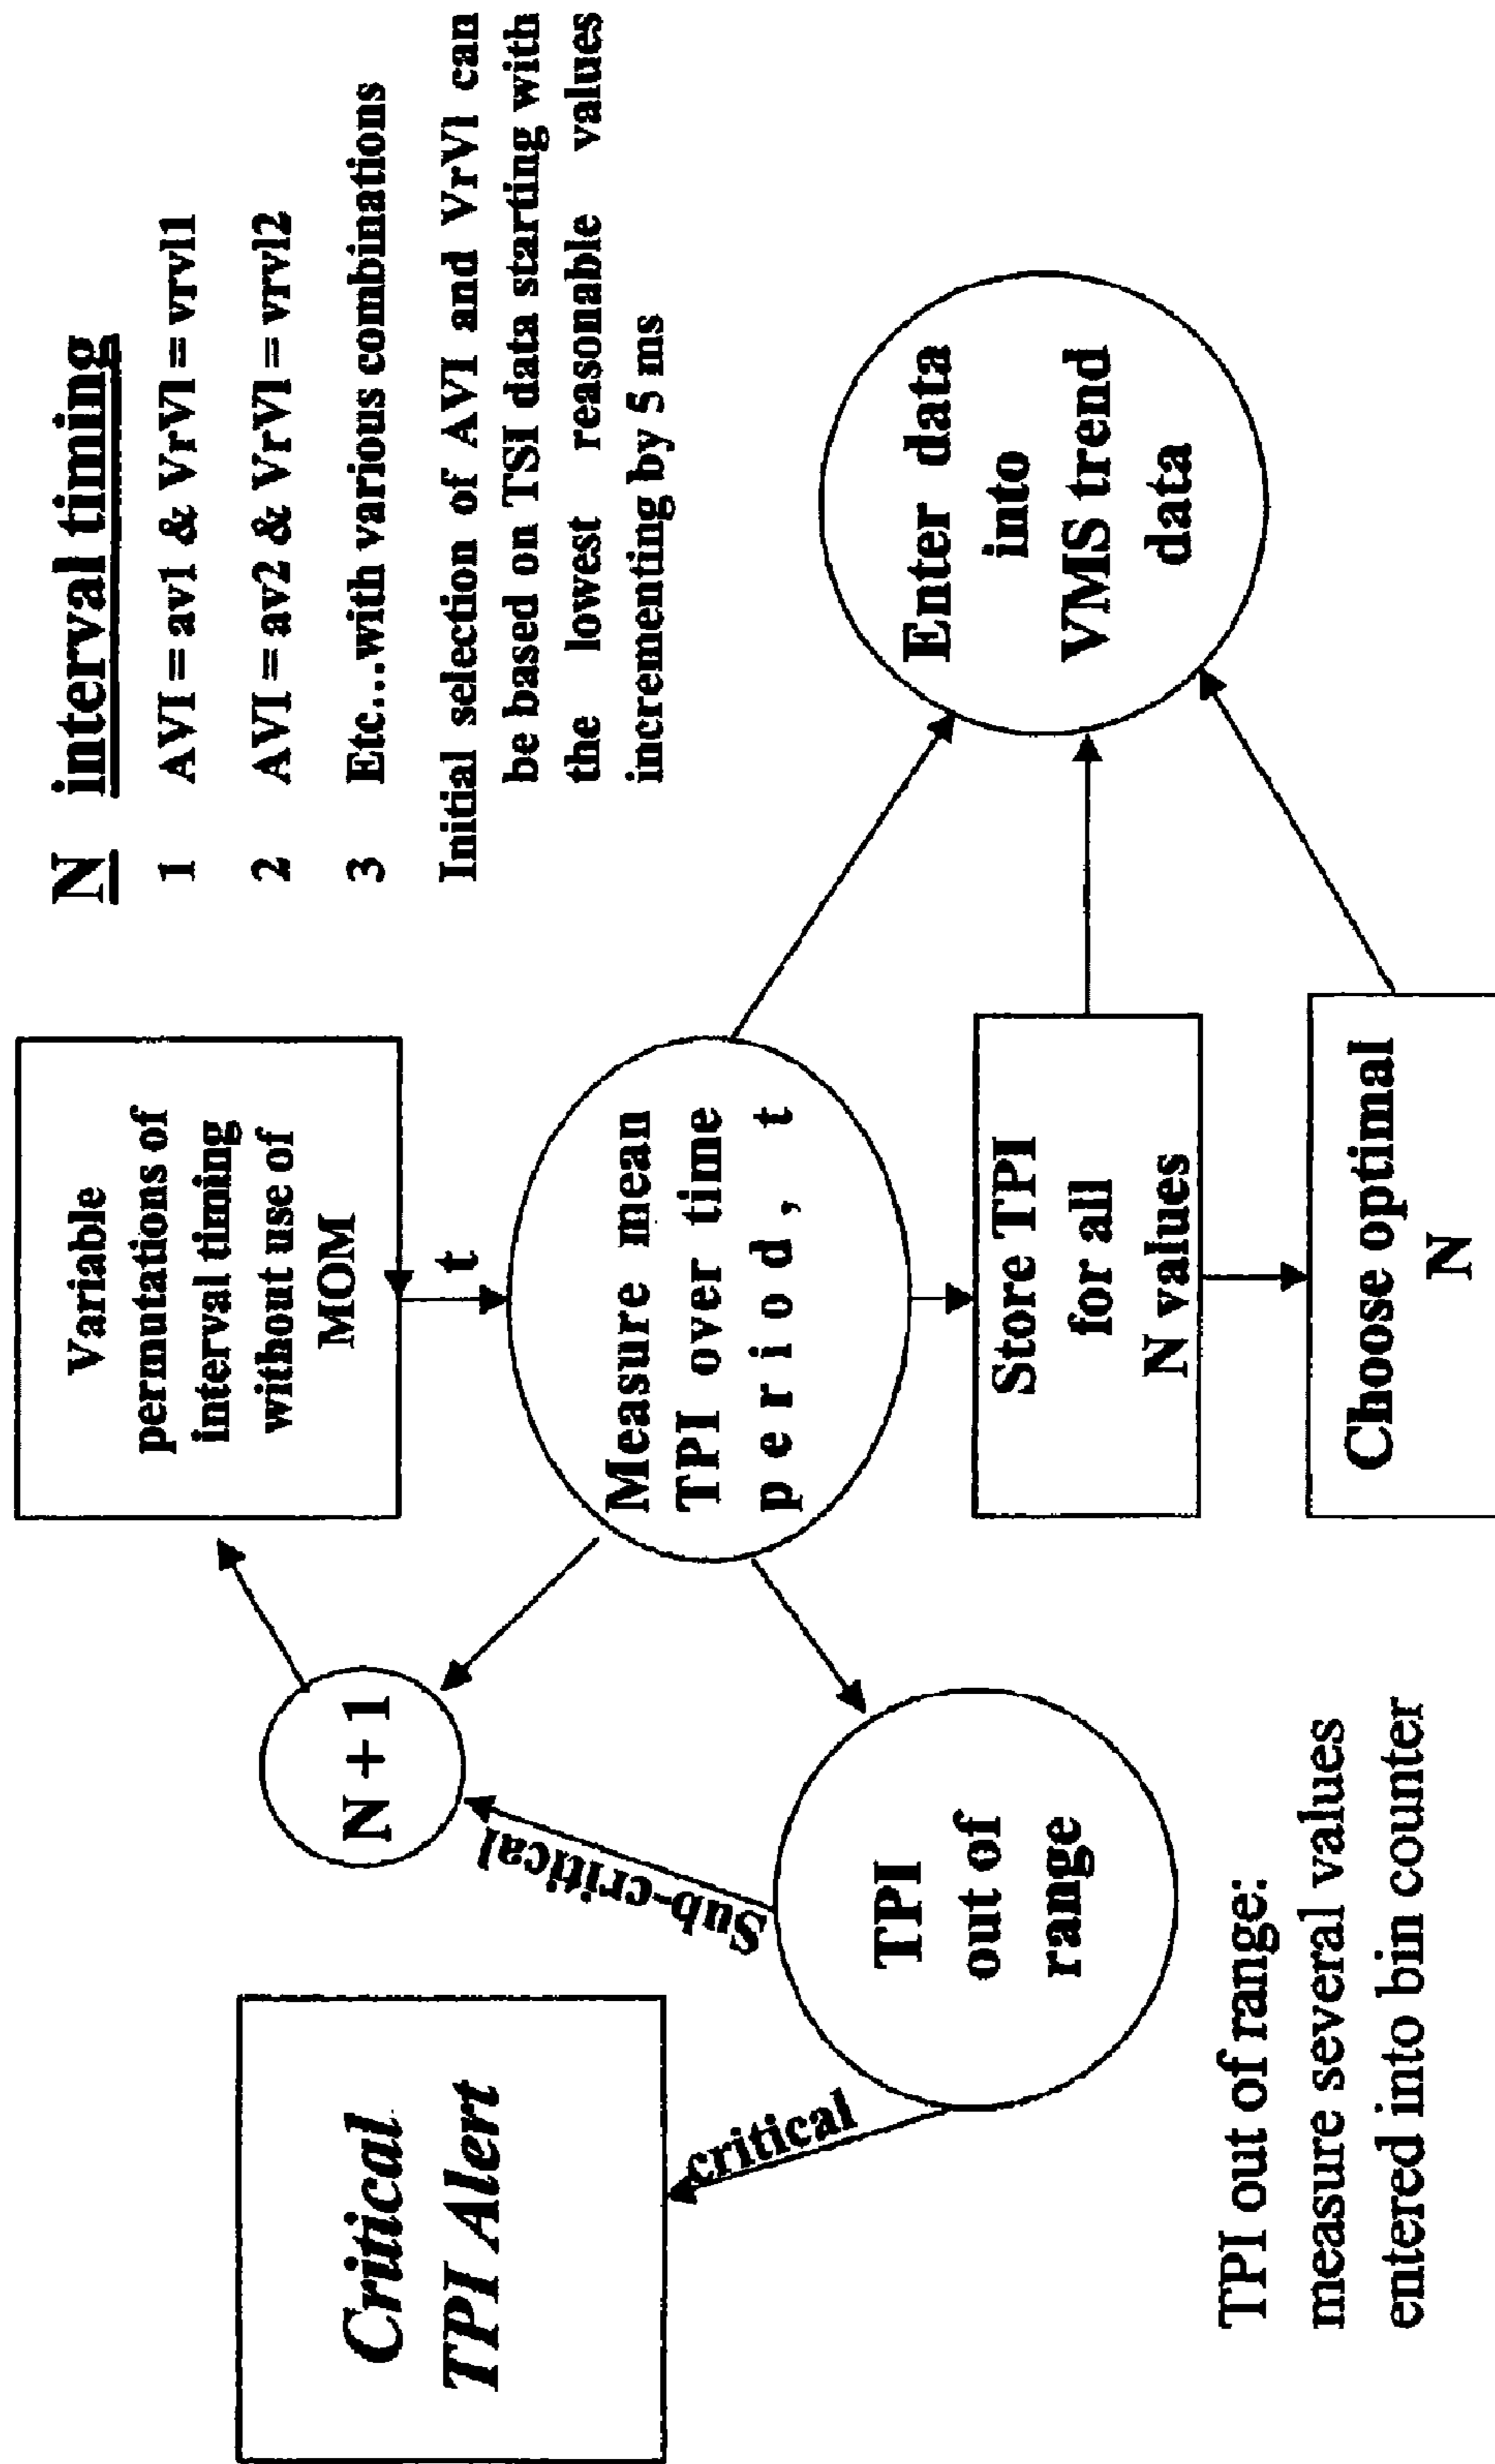 N interval timing
1 AVI = av1 & VrVl = vrvl1
2 AVI = av2 & VrVl = vrvl2
3 Etc...with various combinations
Initial selection of AVI and VrVl can
be based on TSI data starting with
the lowest reasonable values
incrementing by 5 ms
Variable
permutations of
interval timing
without use of
MOM
t
N + 1
Measure mean
TPI over time
period, t
Critical
TPI Alert
critical
Sub-critical
TPI
out of
range
Store TPI
for all
N values
Choose optimal
N
Enter data
into
VMS trend
data
TPI out of range:
measure several values
entered into bin counter